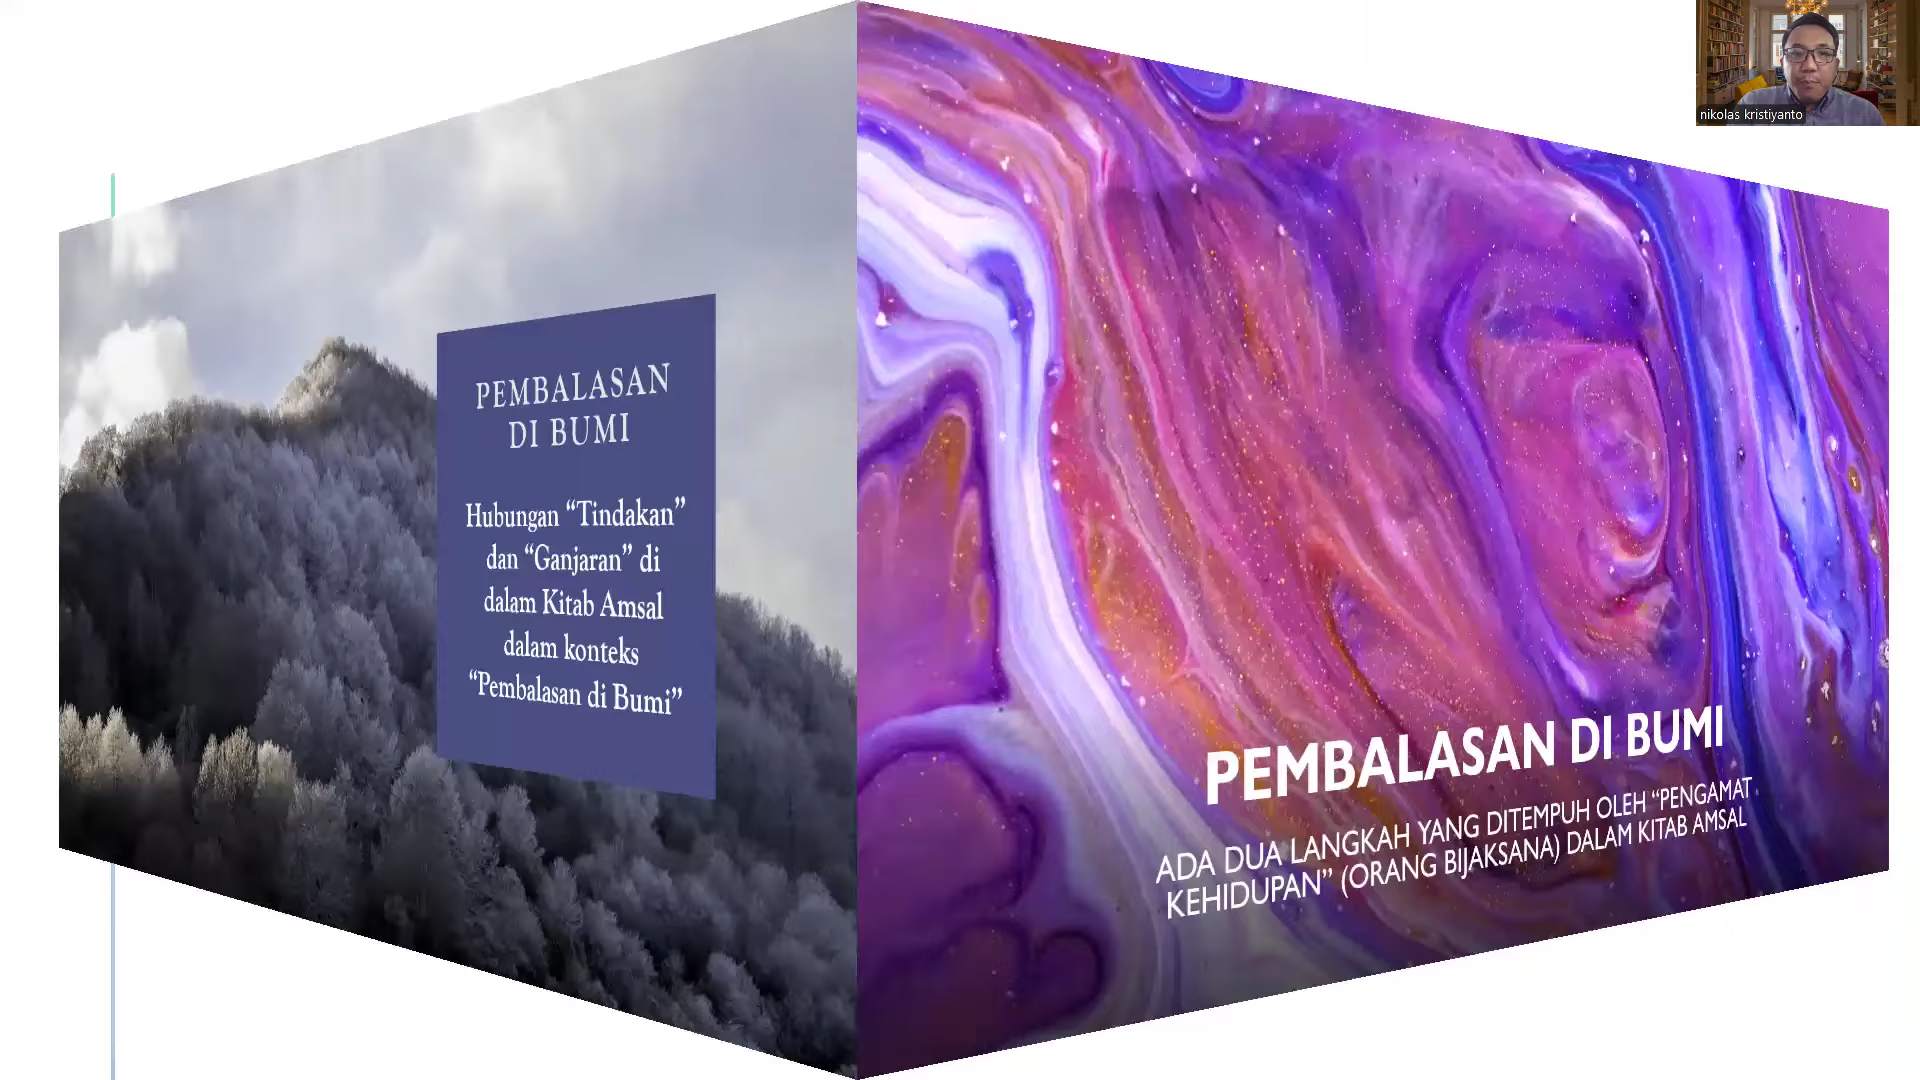 PEMBALASAN
DI BUMI
Hubungan “Tindakan”
dan “Ganjaran” di
dalam Kitab Amsal
dalam konteks
“Pembalasan di Bumi”
PEMBALASAN DI BUMI
ADA DUA LANGKAH YANG DITEMPUH OLEH “PENGAMAT
KEHIDUPAN” (ORANG BIJAKSANA) DALAM KITAB AMSAL
nikolas kristiyanto